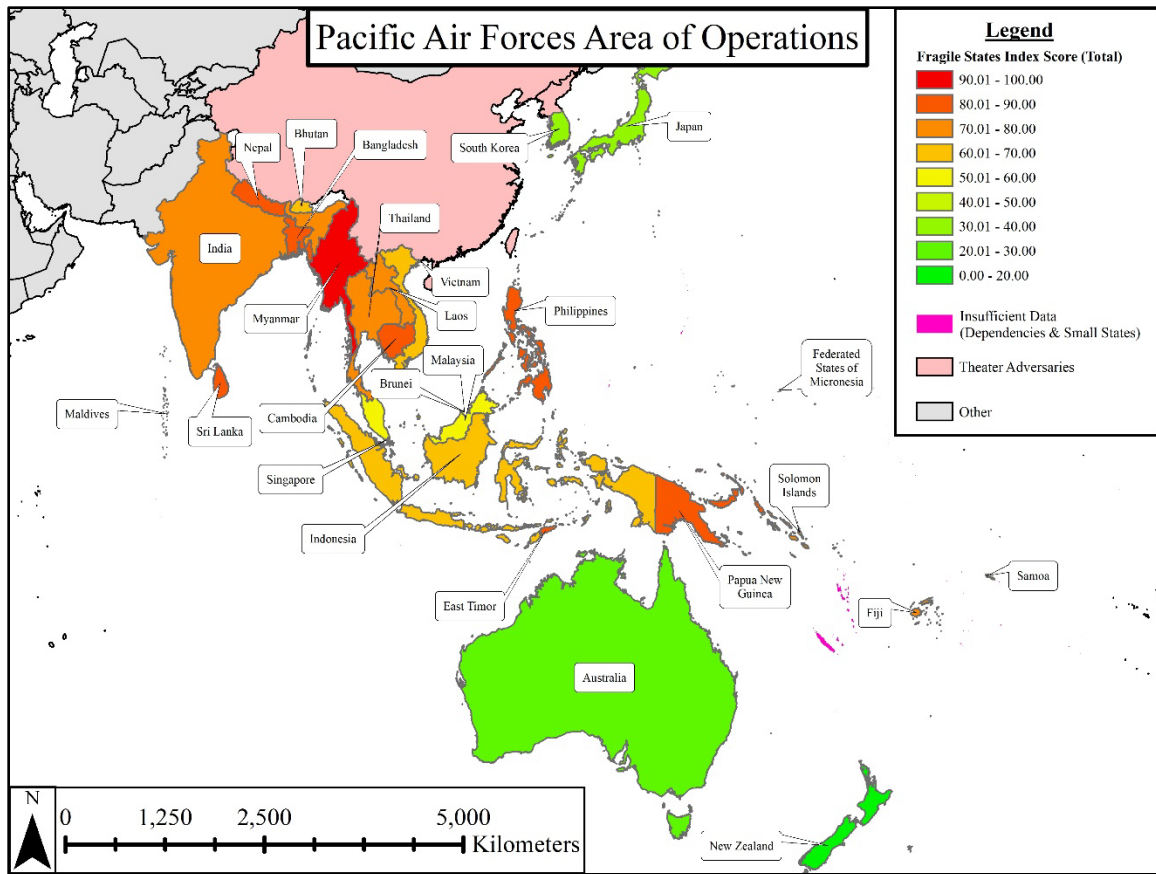 Pacific Air Forces Area of Operations
Legend
Fragile States Index Score (Total)
90.01 - 100.00
80.01 - 90.00
70.01 - 80.00
60.01 - 70.00
50.01 - 60.00
40.01 - 50.00
30.01 - 40.00
20.01 - 30.00
0.00 - 20.00
Insufficient Data
(Dependencies & Small States)
Theater Adversaries
Other
South Korea
Japan
Nepal
Bhutan
Bangladesh
Thailand
India
Vietnam
Myanmar
Laos
Philippines
Malaysia
Brunei
Federated
States of
Micronesia
Maldives
Sri Lanka
Cambodia
Singapore
Solomon
Islands
Indonesia
East Timor
Papua New
Guinea
Samoa
Fiji
Australia
New Zealand
N
0 1,250 2,500 5,000
Kilometers